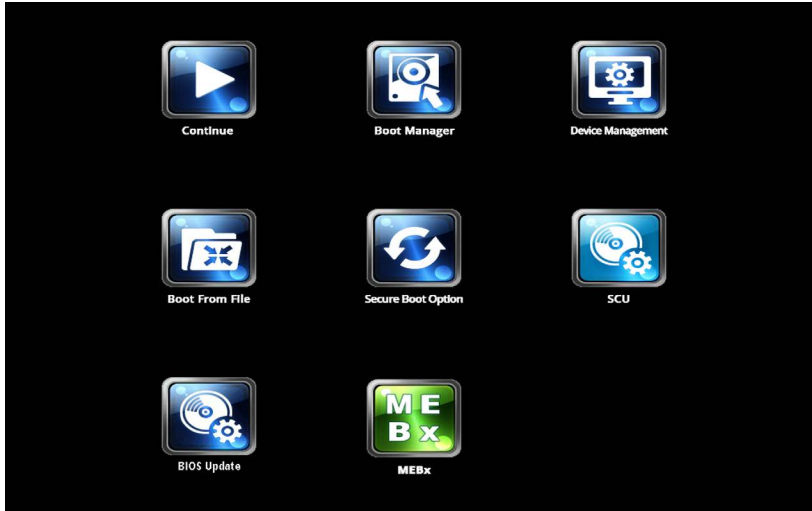 Continue
Boot Manager
Device Management
Boot From File
Secure Boot Option
SCU
BIOS Update
M E
B x
MEBx